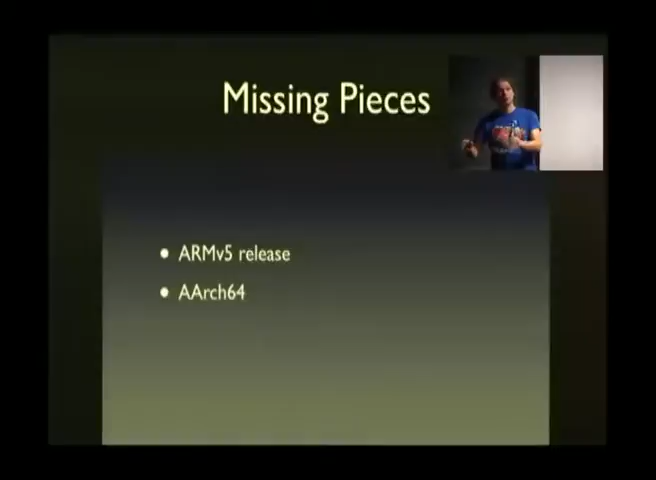 Missing Pieces
• ARMv5 release
• AArch64